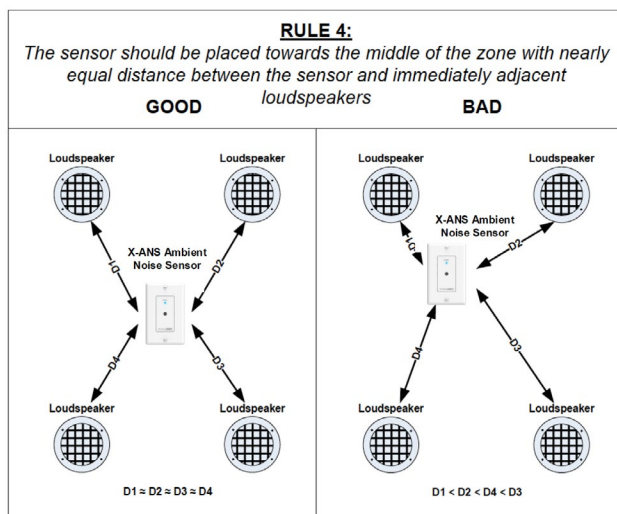 RULE 4:
The sensor should be placed towards the middle of the zone with nearly
equal distance between the sensor and immediately adjacent
loudspeakers
GOOD
Loudspeaker
Loudspeaker
X-ANS Ambient
Noise Sensor
D1
D2
D4
D3
Loudspeaker
Loudspeaker
D1 ≈ D2 ≈ D3 ≈ D4
BAD
Loudspeaker
Loudspeaker
X-ANS Ambient
Noise Sensor
D1
D2
D4
D3
Loudspeaker
Loudspeaker
D1 < D2 < D4 < D3